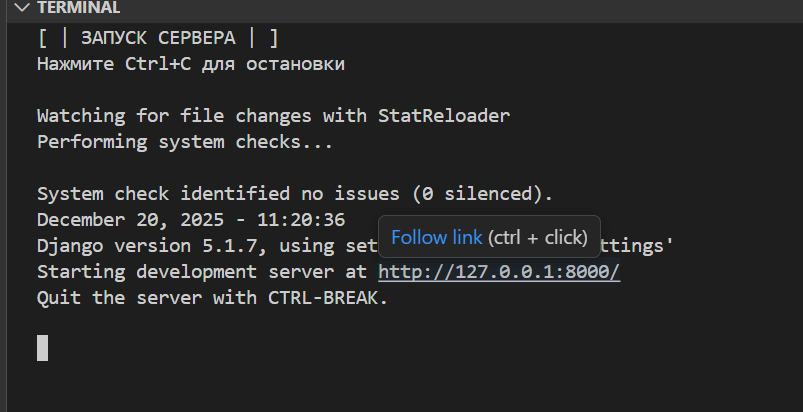 TERMINAL
[ | ЗАПУСК СЕРВЕРА | ]
Нажмите Ctrl+C для остановки
Watching for file changes with StatReloader
Performing system checks...
System check identified no issues (0 silenced).
December 20, 2025 - 11:20:36
Follow link (ctrl + click)
Django version 5.1.7, using set ttings'
Starting development server at http://127.0.0.1:8000/
Quit the server with CTRL-BREAK.